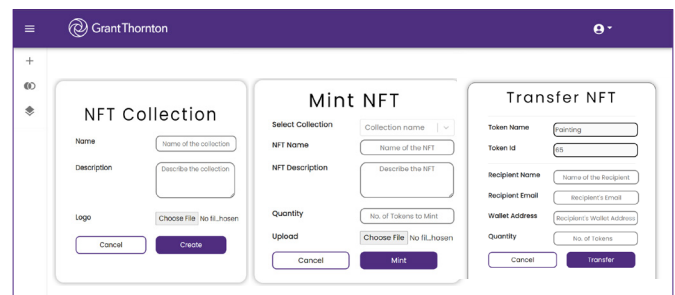 Grant Thornton
NFT Collection
Name
Name of the collection
Description
Describe the collection
Logo
Choose File No fil...hosen
Cancel
Create
Mint NFT
Select Collection
Collection name
NFT Name
Name of the NFT
NFT Description
Describe the NFT
Quantity
No. of Tokens to Mint
Upload
Choose File No fil...hosen
Cancel
Mint
Transfer NFT
Token Name
Painting
Token Id
65
Recipient Name
Name of the Recipient
Recipient Email
Recipient's Email
Wallet Address
Recipient's Wallet Address
Quantity
No. of Tokens
Cancel
Transfer